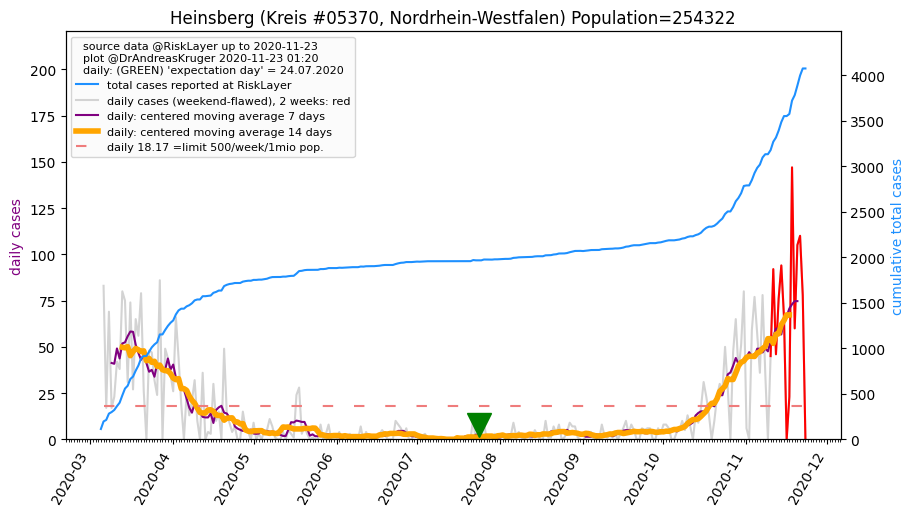 Heinsberg (Kreis #05370, Nordrhein-Westfalen) Population=254322
source data @RiskLayer up to 2020-11-23
plot @DrAndreasKruger 2020-11-23 01:20
daily: (GREEN) 'expectation day' = 24.07.2020
total cases reported at RiskLayer
daily cases (weekend-flawed), 2 weeks: red
daily: centered moving average 7 days
daily: centered moving average 14 days
daily 18.17 =limit 500/week/1mio pop.
daily cases
200
175
150
125
100
75
50
25
0
cumulative total cases
4000
3500
3000
2500
2000
1500
1000
500
0
2020-03
2020-04
2020-05
2020-06
2020-07
2020-08
2020-09
2020-10
2020-11
2020-12